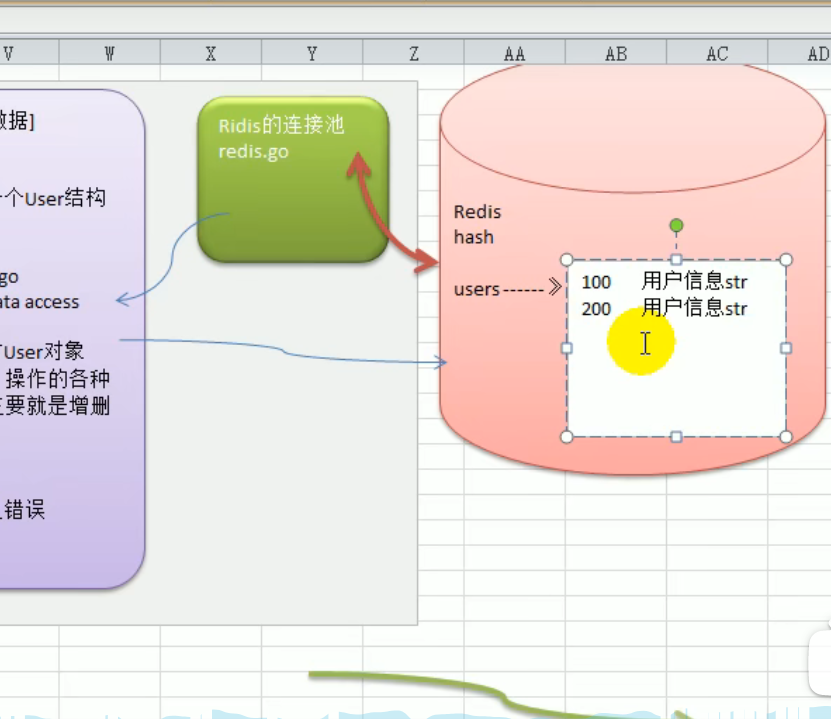 V W X Y Z AA AB AC AD
数据]
个User结构
go
ata access
User对象
操作的各种
要就是增删
错误
Ridis的连接池
redis.go
Redis
hash
users------
100 用户信息str
200 用户信息str